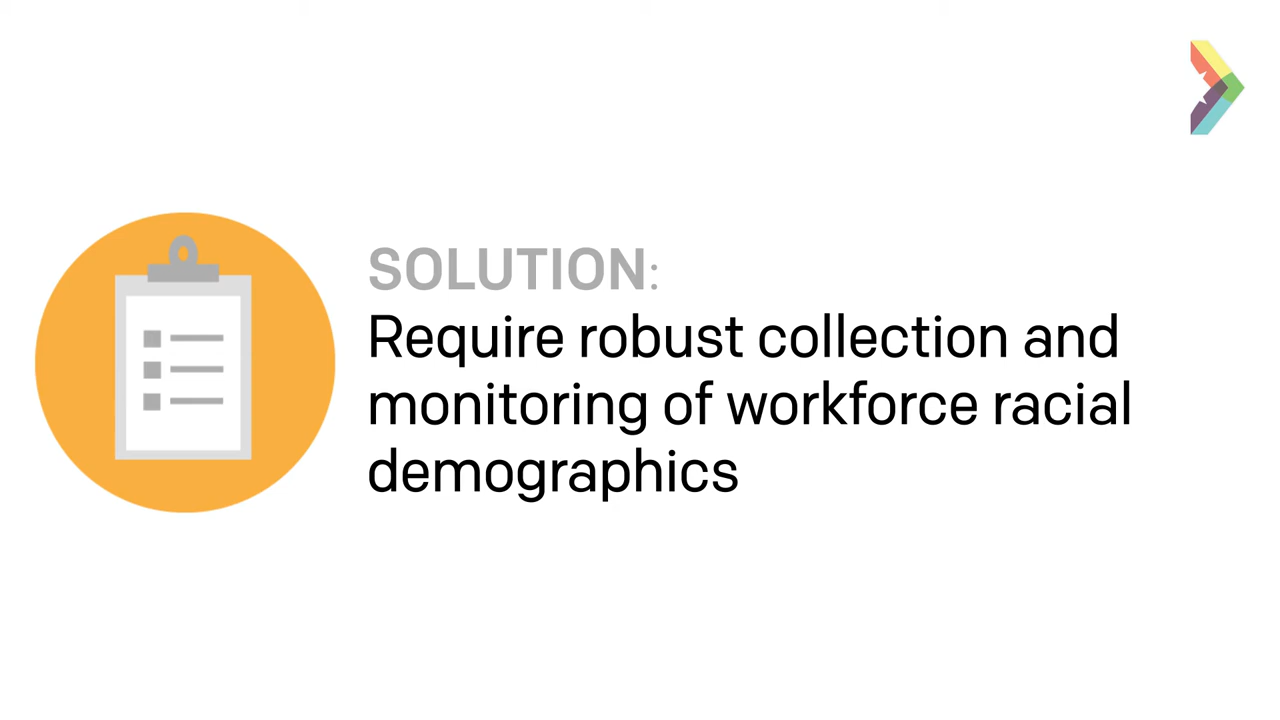 SOLUTION:
Require robust collection and
monitoring of workforce racial
demographics